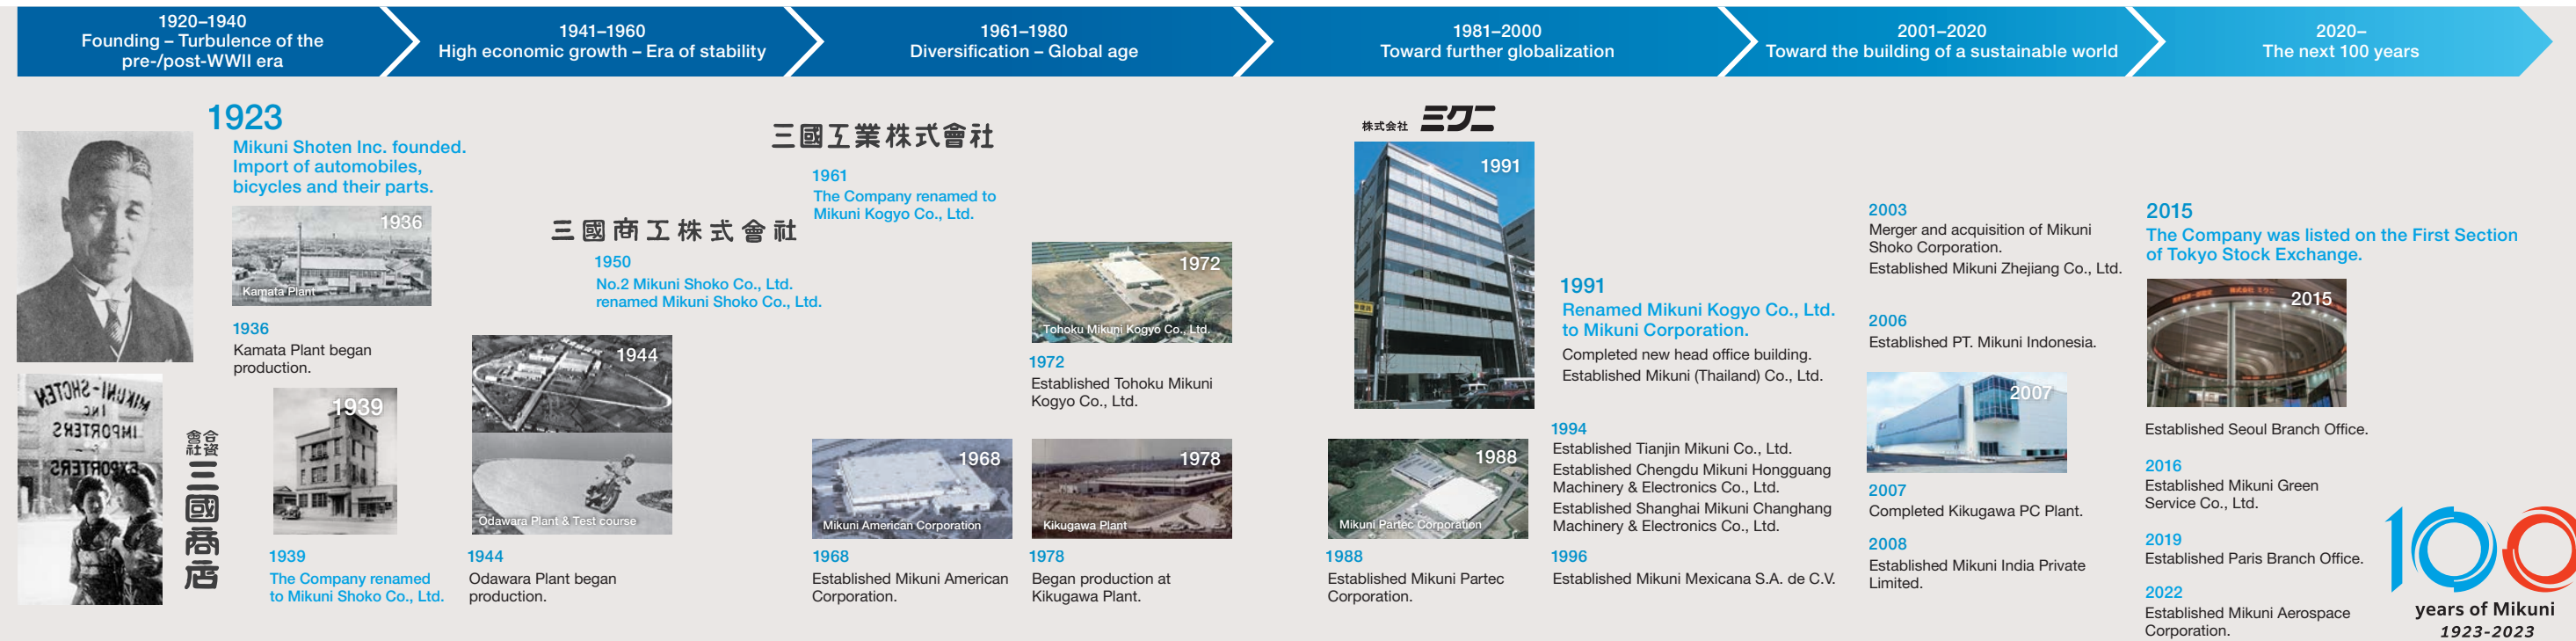 1920–1940
Founding – Turbulence of the
pre-/post-WWII era
1941–1960
High economic growth – Era of stability
1961–1980
Diversification – Global age
1981–2000
Toward further globalization
2001–2020
Toward the building of a sustainable world
2020–
The next 100 years
1923
Mikuni Shoten Inc. founded.
Import of automobiles,
bicycles and their parts.
1936
Kamata Plant
1936
Kamata Plant began
production.
MIKUNI-SHOTEN
INC
IMPORTERS
EXPORTERS
合資
會社
三國商店
1939
1939
The Company renamed
to Mikuni Shoko Co., Ltd.
1944
Odawara Plant & Test course
1944
Odawara Plant began
production.
三國商工株式會社
1950
No.2 Mikuni Shoko Co., Ltd.
renamed Mikuni Shoko Co., Ltd.
三國工業株式會社
1961
The Company renamed to
Mikuni Kogyo Co., Ltd.
1968
Mikuni American Corporation
1968
Established Mikuni American
Corporation.
1972
Tohoku Mikuni Kogyo Co., Ltd.
1972
Established Tohoku Mikuni
Kogyo Co., Ltd.
1978
Kikugawa Plant
1978
Began production at
Kikugawa Plant.
株式会社 ミクニ
1991
1988
Mikuni Partec Corporation
1988
Established Mikuni Partec
Corporation.
1991
Renamed Mikuni Kogyo Co., Ltd.
to Mikuni Corporation.
Completed new head office building.
Established Mikuni (Thailand) Co., Ltd.
1994
Established Tianjin Mikuni Co., Ltd.
Established Chengdu Mikuni Hongguang
Machinery & Electronics Co., Ltd.
Established Shanghai Mikuni Changhang
Machinery & Electronics Co., Ltd.
1996
Established Mikuni Mexicana S.A. de C.V.
2003
Merger and acquisition of Mikuni
Shoko Corporation.
Established Mikuni Zhejiang Co., Ltd.
2006
Established PT. Mikuni Indonesia.
2007
2007
Completed Kikugawa PC Plant.
2008
Established Mikuni India Private
Limited.
2015
The Company was listed on the First Section
of Tokyo Stock Exchange.
2015
株式会社 ミクニ
Established Seoul Branch Office.
2016
Established Mikuni Green
Service Co., Ltd.
2019
Established Paris Branch Office.
2022
Established Mikuni Aerospace
Corporation.
100
years of Mikuni
1923-2023